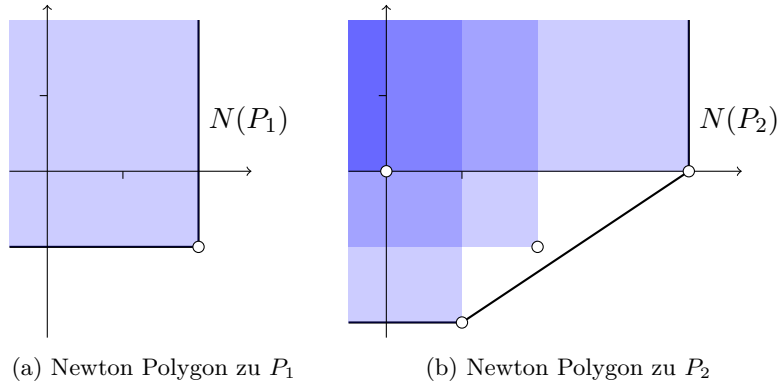 N(P₁)
N(P₂)
(a) Newton Polygon zu P₁
(b) Newton Polygon zu P₂